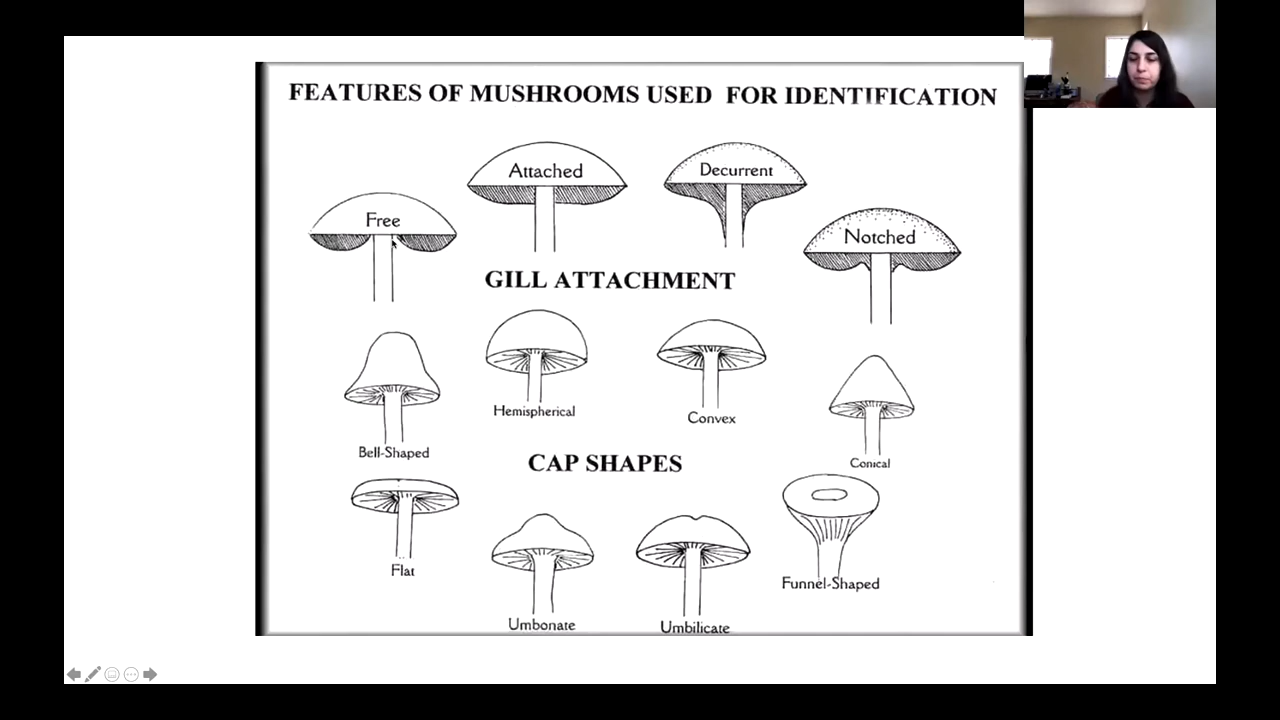 FEATURES OF MUSHROOMS USED FOR IDENTIFICATION
Attached
Decurrent
Free
Notched
GILL ATTACHMENT
Hemispherical
Convex
Bell-Shaped
Conical
CAP SHAPES
Flat
Funnel-Shaped
Umbonate
Umbilicate